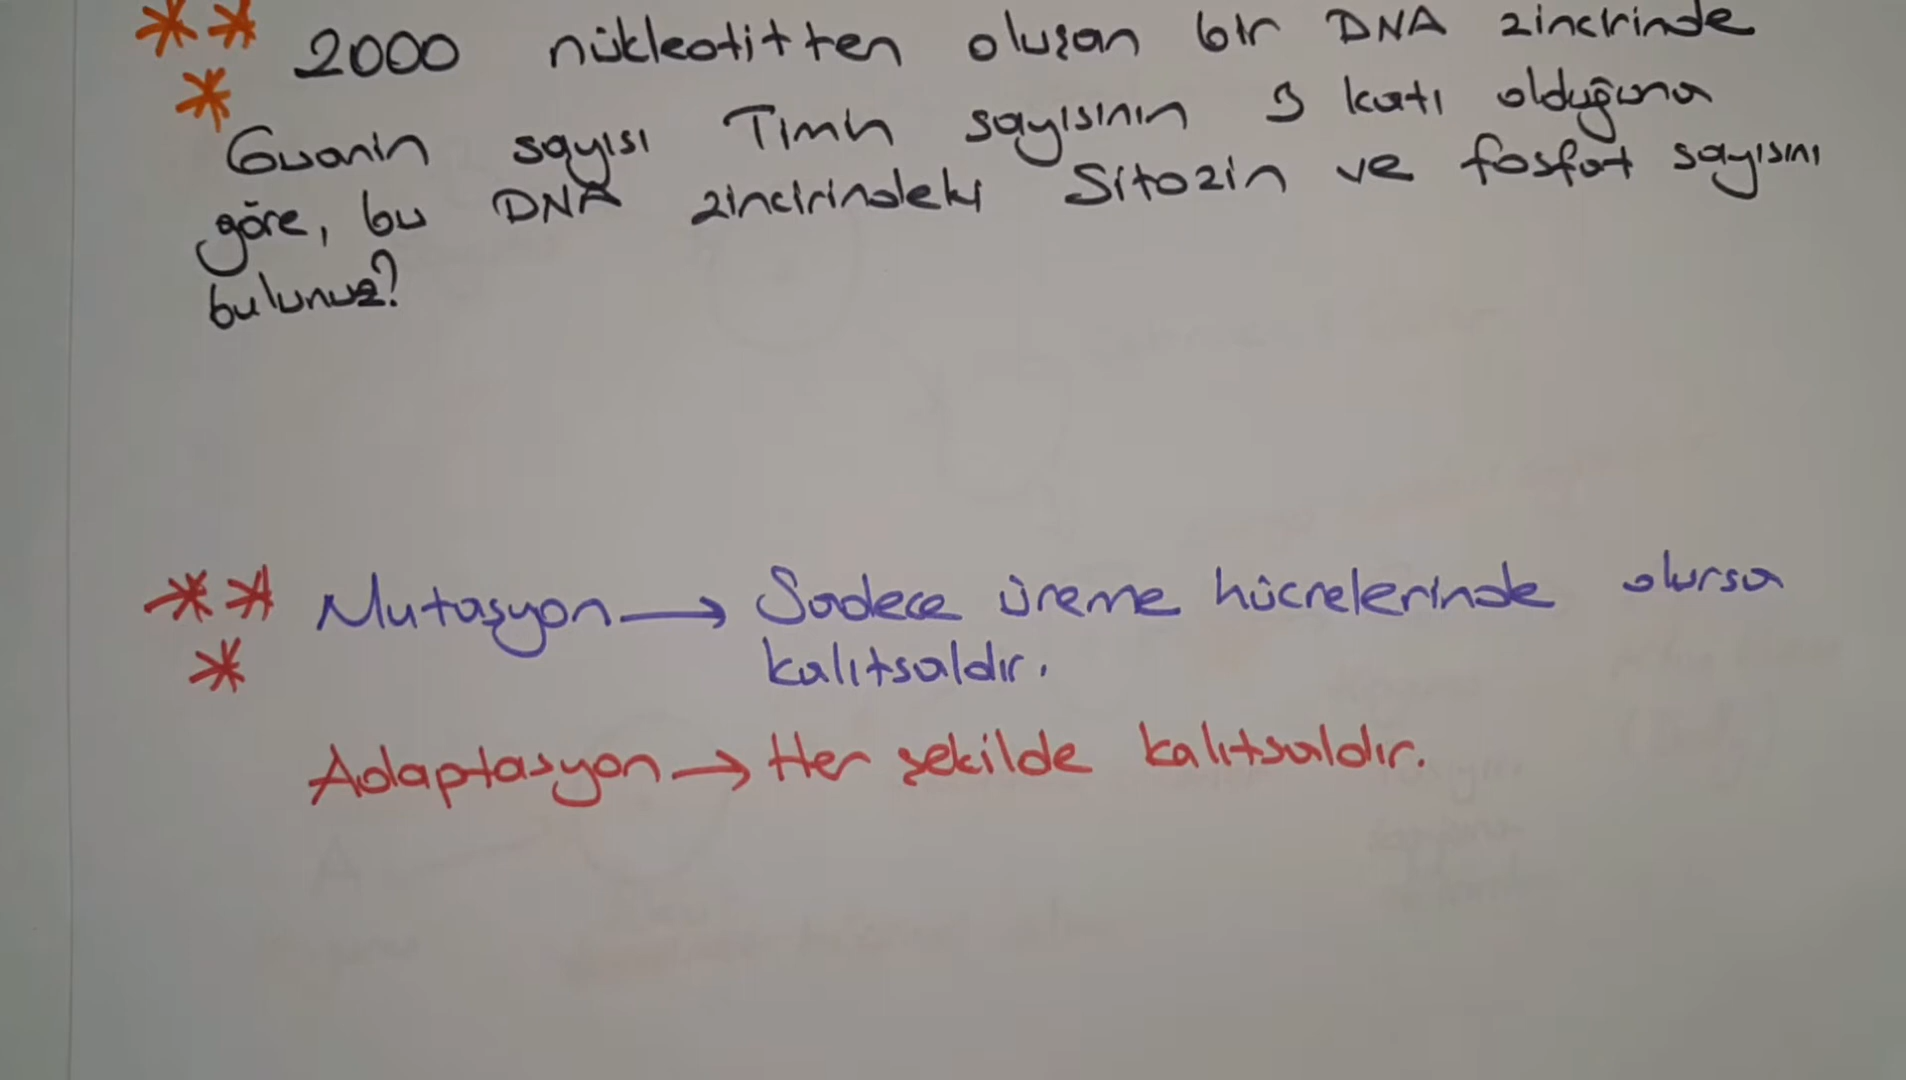 2000 nükleotitten oluşan bir DNA zincirinde
Guanin sayısı Timin sayısının 3 katı olduğuna
göre, bu DNA zincirindeki Sitozin ve fosfat sayısını
bulunuz?
Mutasyon → Sadece üreme hücrelerinde olursa
kalıtsaldır.
Adaptasyon → Her şekilde kalıtsaldır.